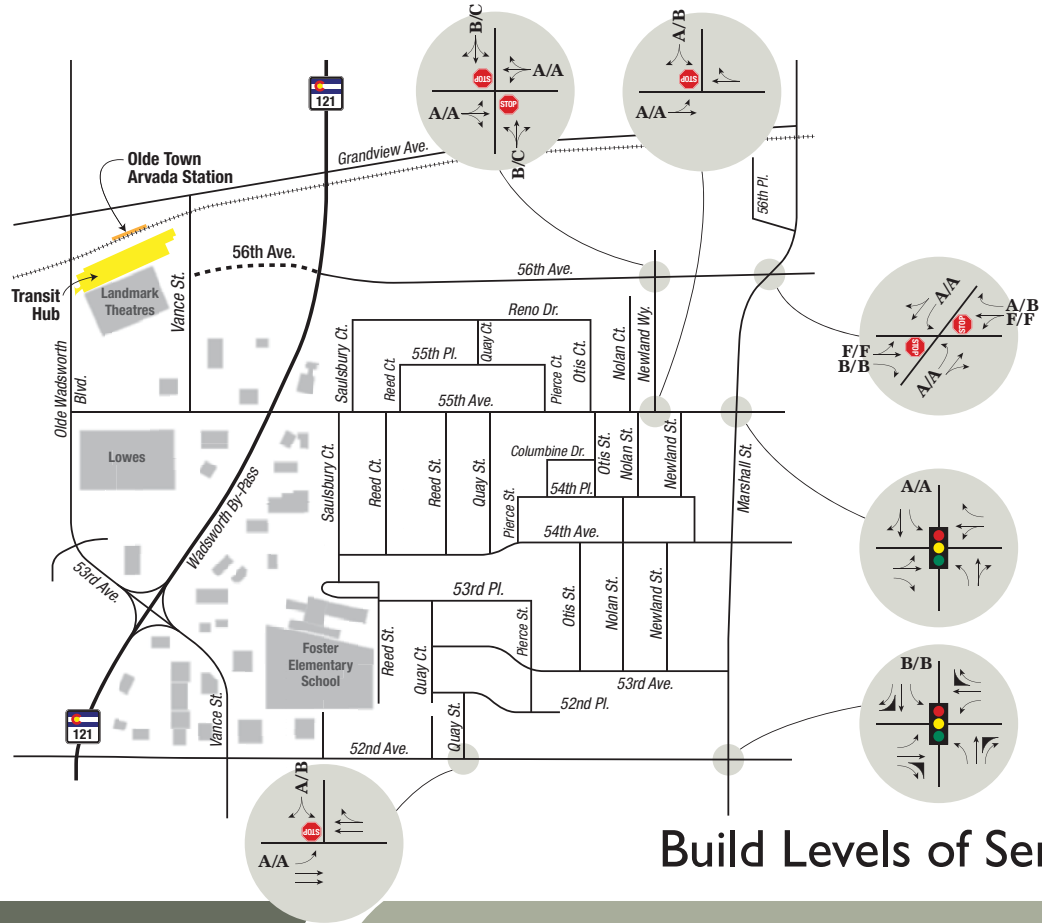 B/C
STOP
A/A
A/A
STOP
B/C
A/B
STOP
A/A
121
Olde Town
Arvada Station
Grandview Ave.
56th Pl.
56th Ave.
56th Ave.
Transit
Hub
Landmark
Theatres
Vance St.
Olde Wadsworth
Blvd.
Reno Dr.
Saulsbury Ct.
Reed Ct.
55th Pl.
Quay Ct.
Pierce Ct.
Otis Ct.
Nolan Ct.
Newland Wy.
55th Ave.
A/A
A/B
F/F
STOP
F/F
B/B
STOP
A/A
Lowes
Wadsworth By-Pass
Saulsbury Ct.
Reed Ct.
Reed St.
Quay St.
Pierce St.
Columbine Dr.
54th Pl.
Otis St.
Nolan St.
Newland St.
Marshall St.
54th Ave.
A/A
53rd Ave.
53rd Pl.
Foster
Elementary
School
Reed St.
Quay Ct.
Pierce St.
Otis St.
Nolan St.
Newland St.
53rd Ave.
52nd Pl.
Quay St.
B/B
121
Vance St.
52nd Ave.
A/B
STOP
A/A
Build Levels of Ser